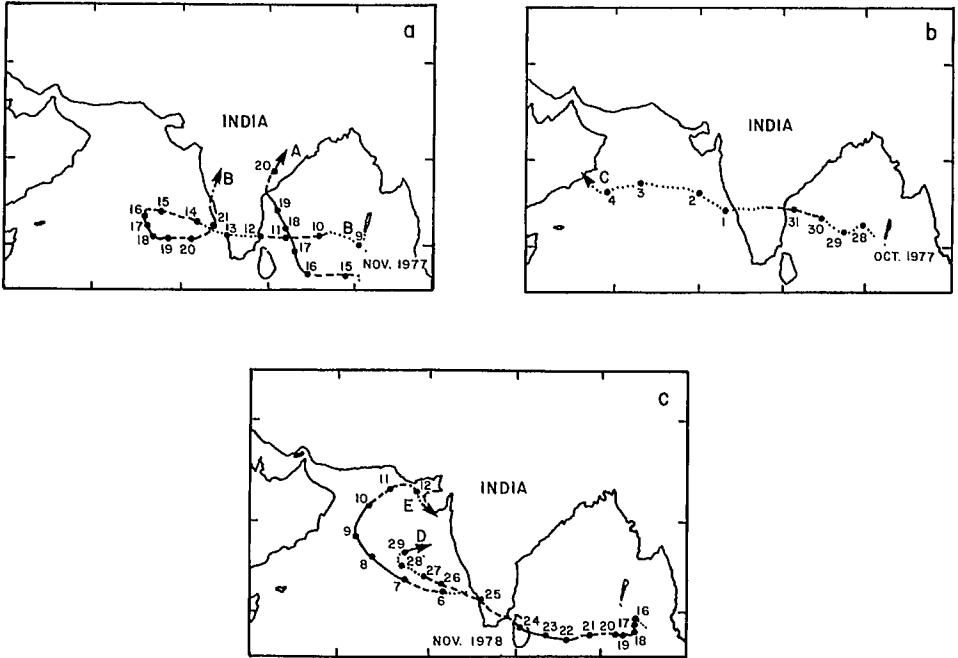 a
INDIA
20 A
B
19
16 15 14 21 18
17 13 12 11 10 B 9
18 19 20 17 NOV. 1977
16 15
b
INDIA
C
4 3 2 1 31 30 29 28
OCT. 1977
c
INDIA
11 12
10 E
9 29 D
8 28 27 26
7 6 25
24 23 22 21 20 17 16
19 18
NOV. 1978